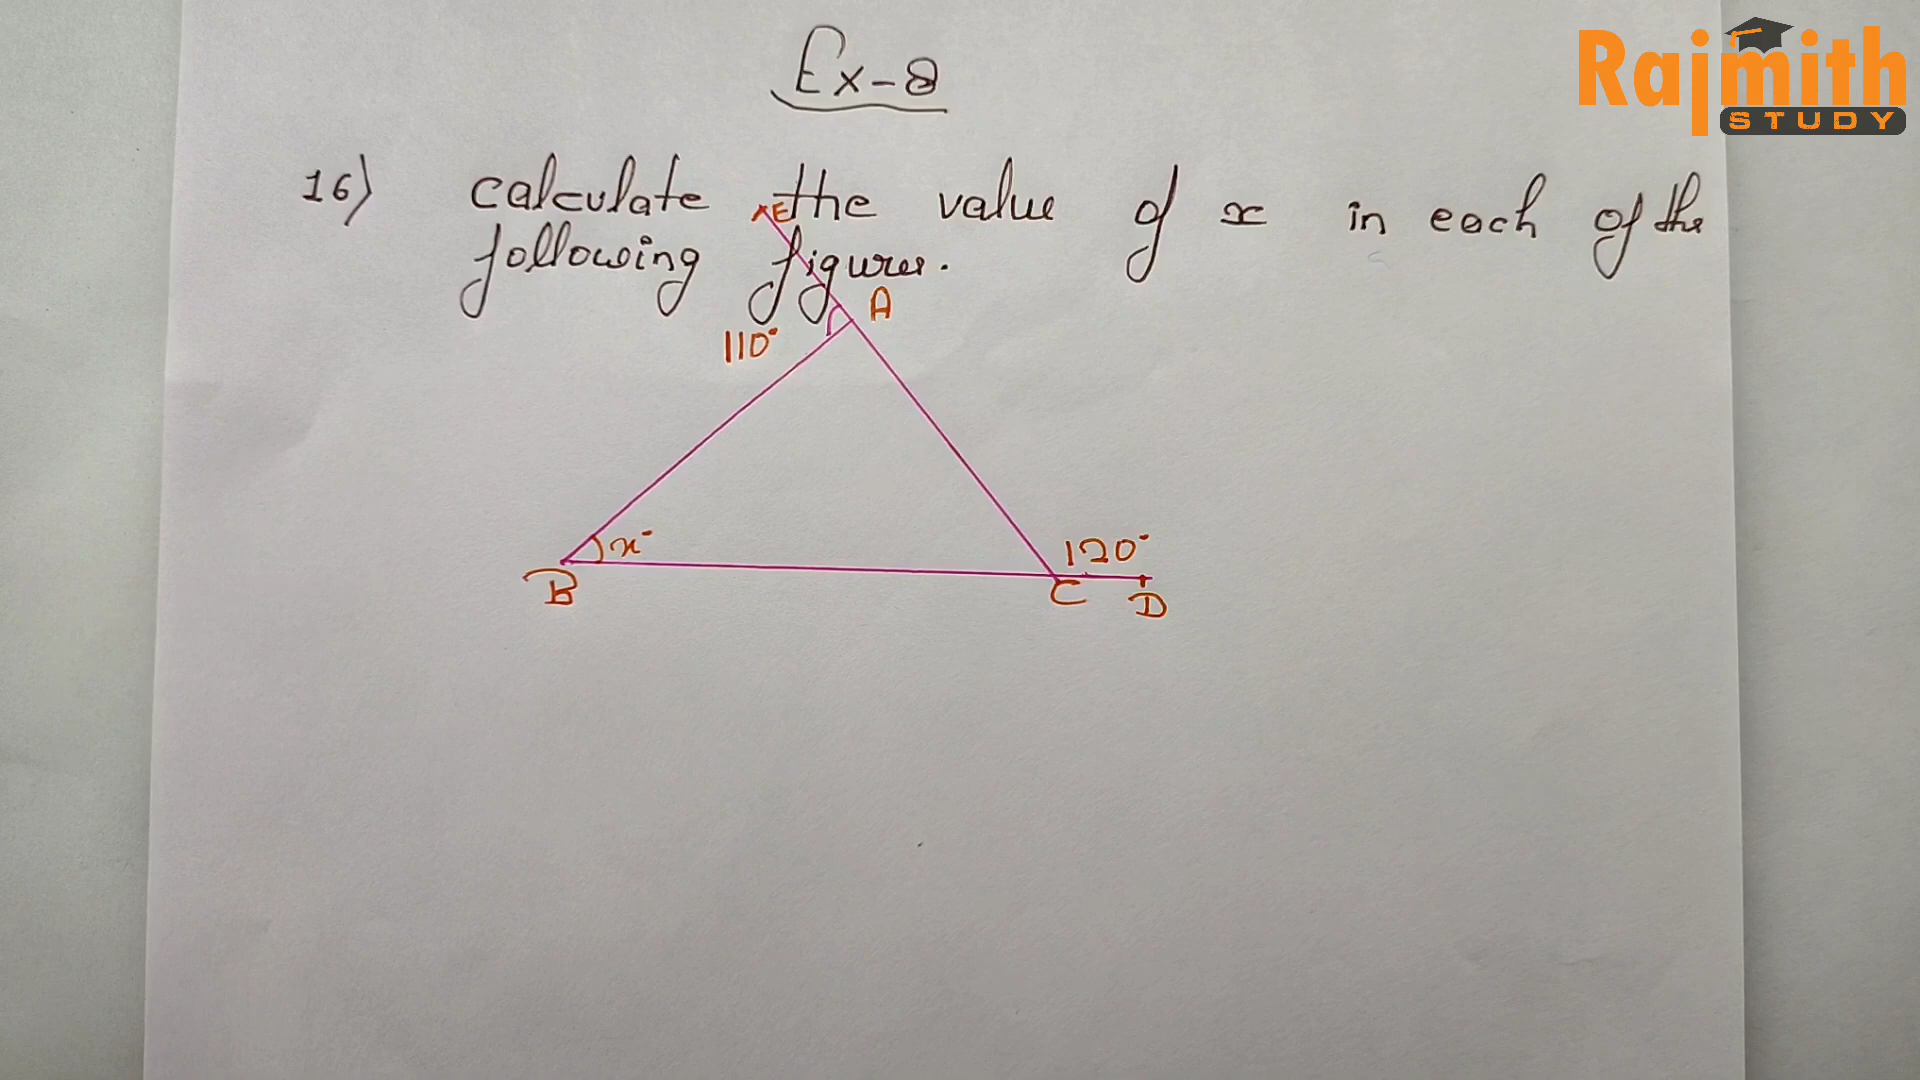 Rajmith
STUDY
Ex-8
16) calculate the value of x in each of the
following figures.
E
A
110°
x°
120°
B
C
D